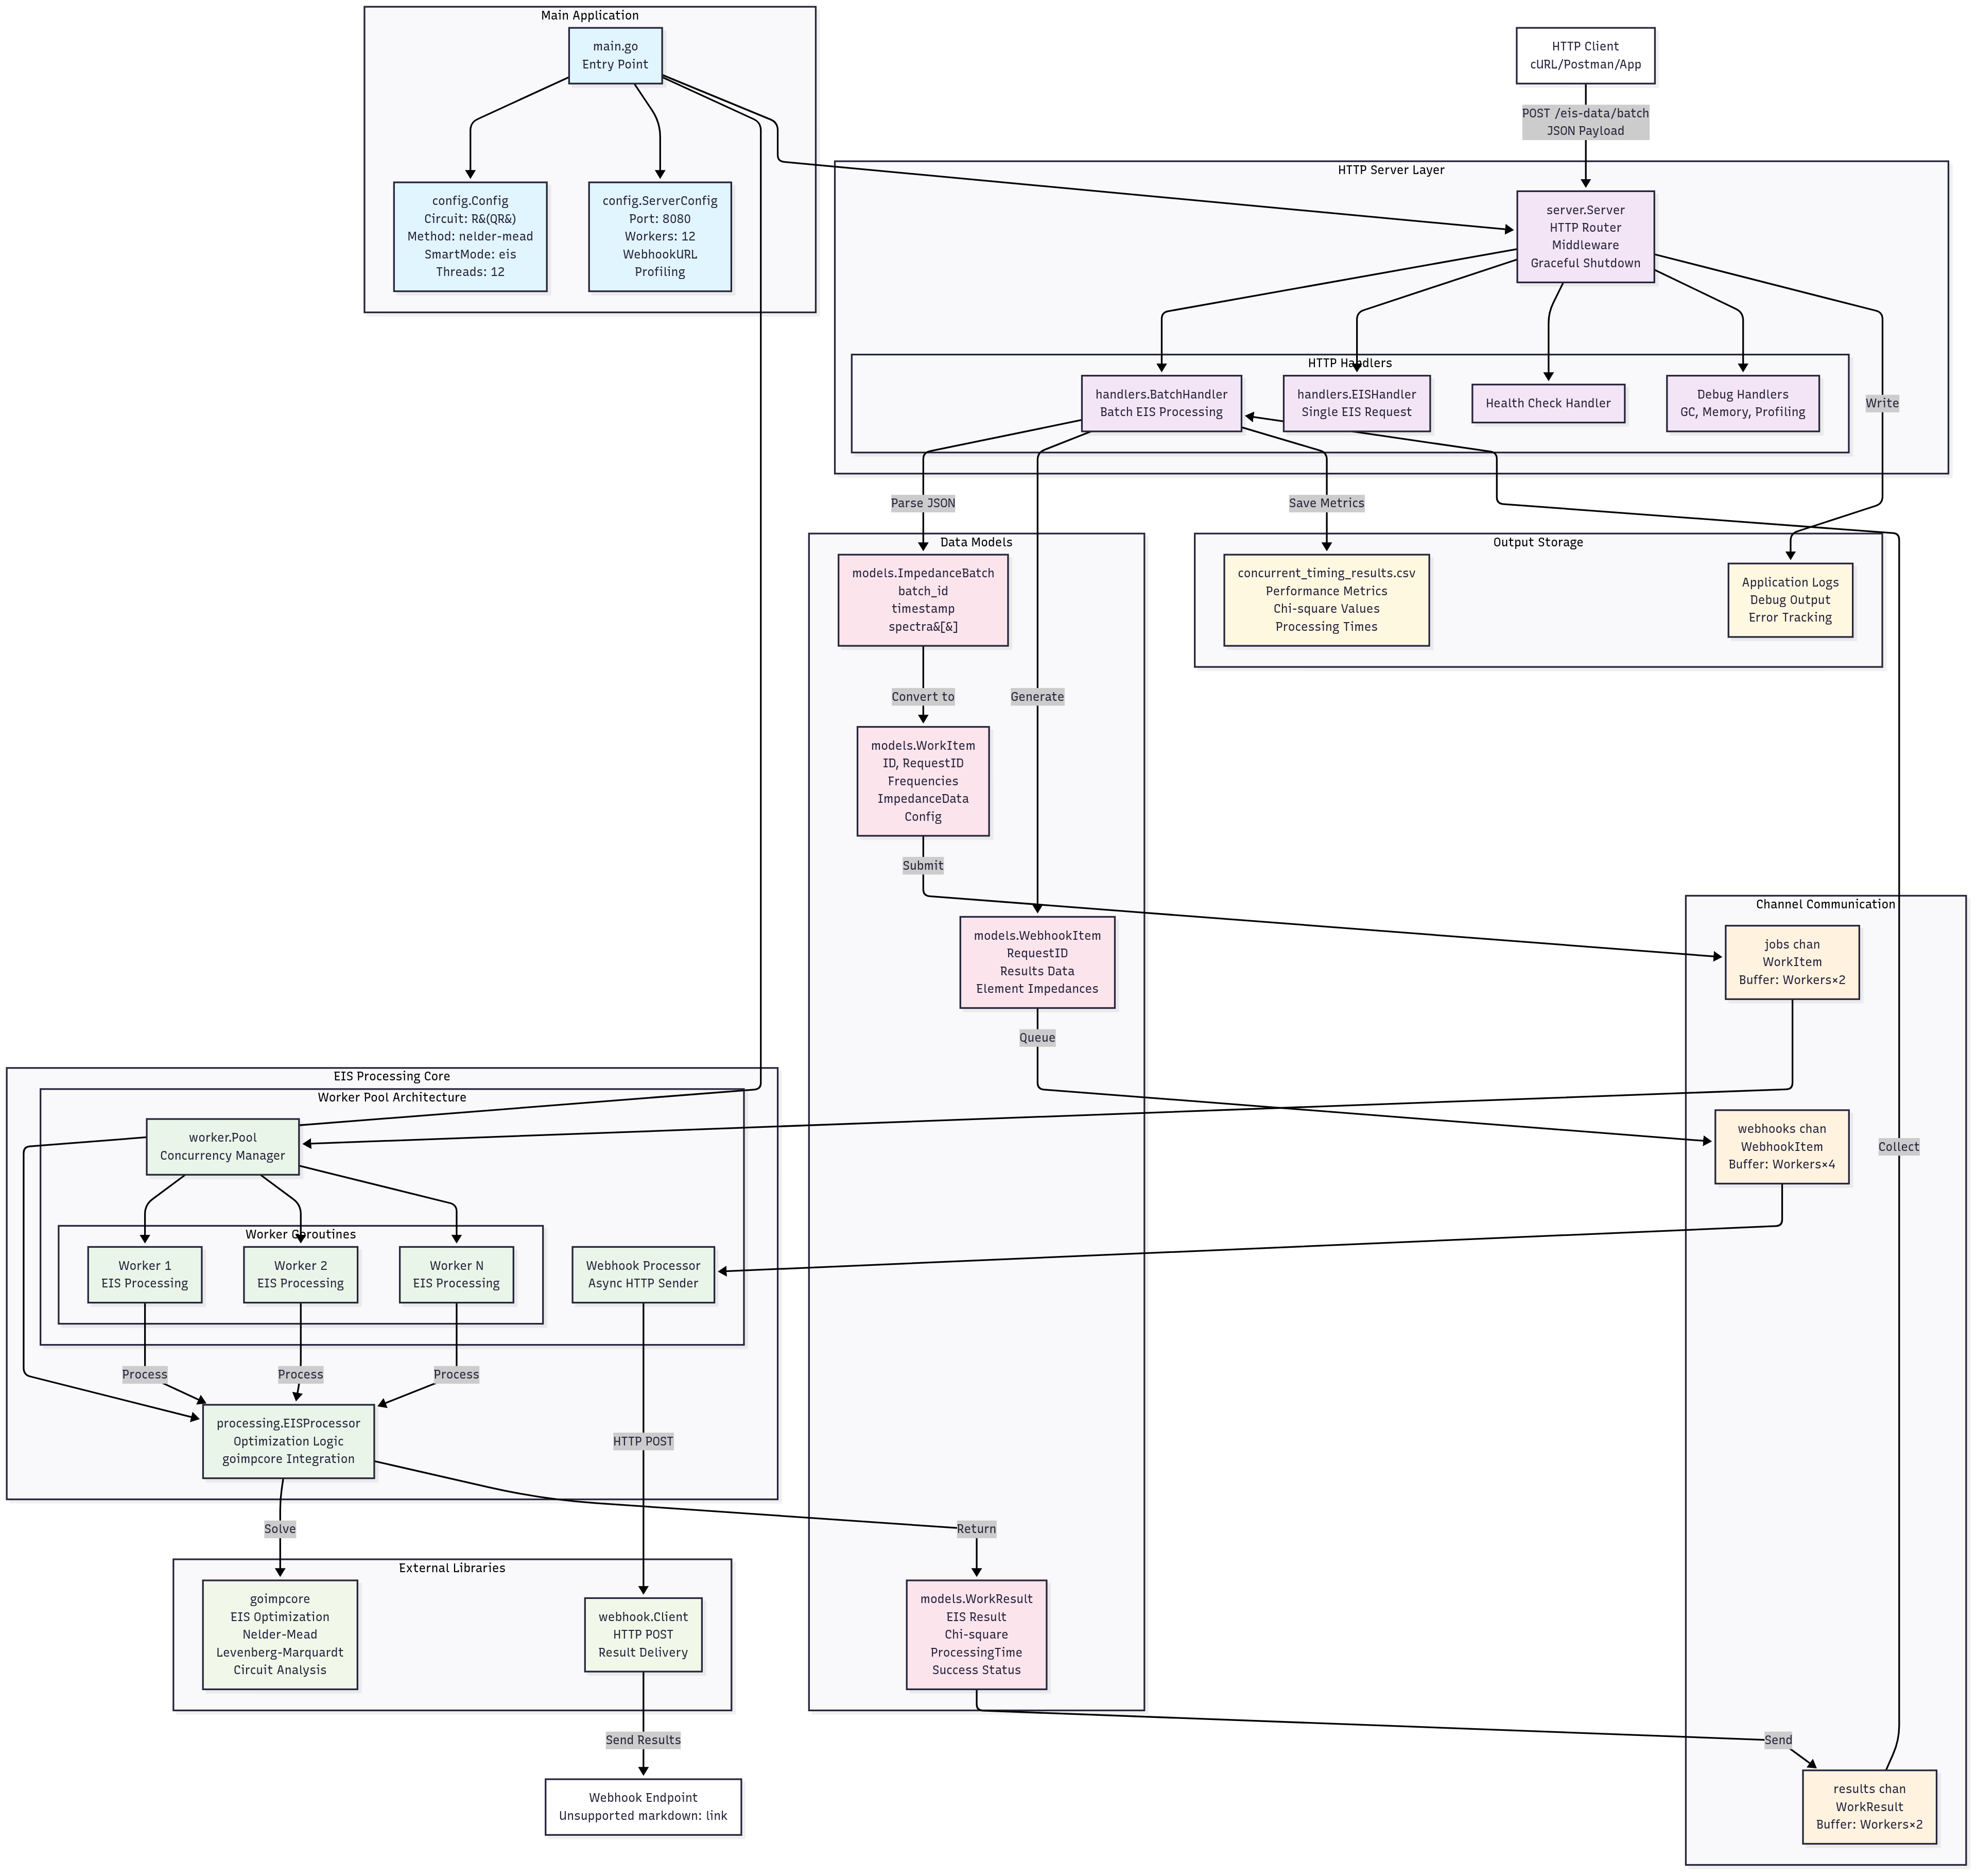 Main Application
main.go
Entry Point
HTTP Client
cURL/Postman/App
POST /eis-data/batch
JSON Payload
config.Config
Circuit: R&(QR&)
Method: nelder-mead
SmartMode: eis
Threads: 12
config.ServerConfig
Port: 8080
Workers: 12
WebhookURL
Profiling
HTTP Server Layer
server.Server
HTTP Router
Middleware
Graceful Shutdown
HTTP Handlers
handlers.BatchHandler
Batch EIS Processing
handlers.EISHandler
Single EIS Request
Health Check Handler
Debug Handlers
GC, Memory, Profiling
Write
Parse JSON
Save Metrics
Data Models
models.ImpedanceBatch
batch_id
timestamp
spectra&[&]
Output Storage
concurrent_timing_results.csv
Performance Metrics
Chi-square Values
Processing Times
Application Logs
Debug Output
Error Tracking
Convert to
Generate
models.WorkItem
ID, RequestID
Frequencies
ImpedanceData
Config
Submit
models.WebhookItem
RequestID
Results Data
Element Impedances
Queue
Channel Communication
jobs chan
WorkItem
Buffer: Workers×2
webhooks chan
WebhookItem
Buffer: Workers×4
Collect
EIS Processing Core
Worker Pool Architecture
worker.Pool
Concurrency Manager
Worker Goroutines
Worker 1
EIS Processing
Worker 2
EIS Processing
Worker N
EIS Processing
Webhook Processor
Async HTTP Sender
Process
Process
Process
processing.EISProcessor
Optimization Logic
goimpcore Integration
HTTP POST
Solve
Return
External Libraries
goimpcore
EIS Optimization
Nelder-Mead
Levenberg-Marquardt
Circuit Analysis
webhook.Client
HTTP POST
Result Delivery
models.WorkResult
EIS Result
Chi-square
ProcessingTime
Success Status
Send Results
Send
Webhook Endpoint
Unsupported markdown: link
results chan
WorkResult
Buffer: Workers×2